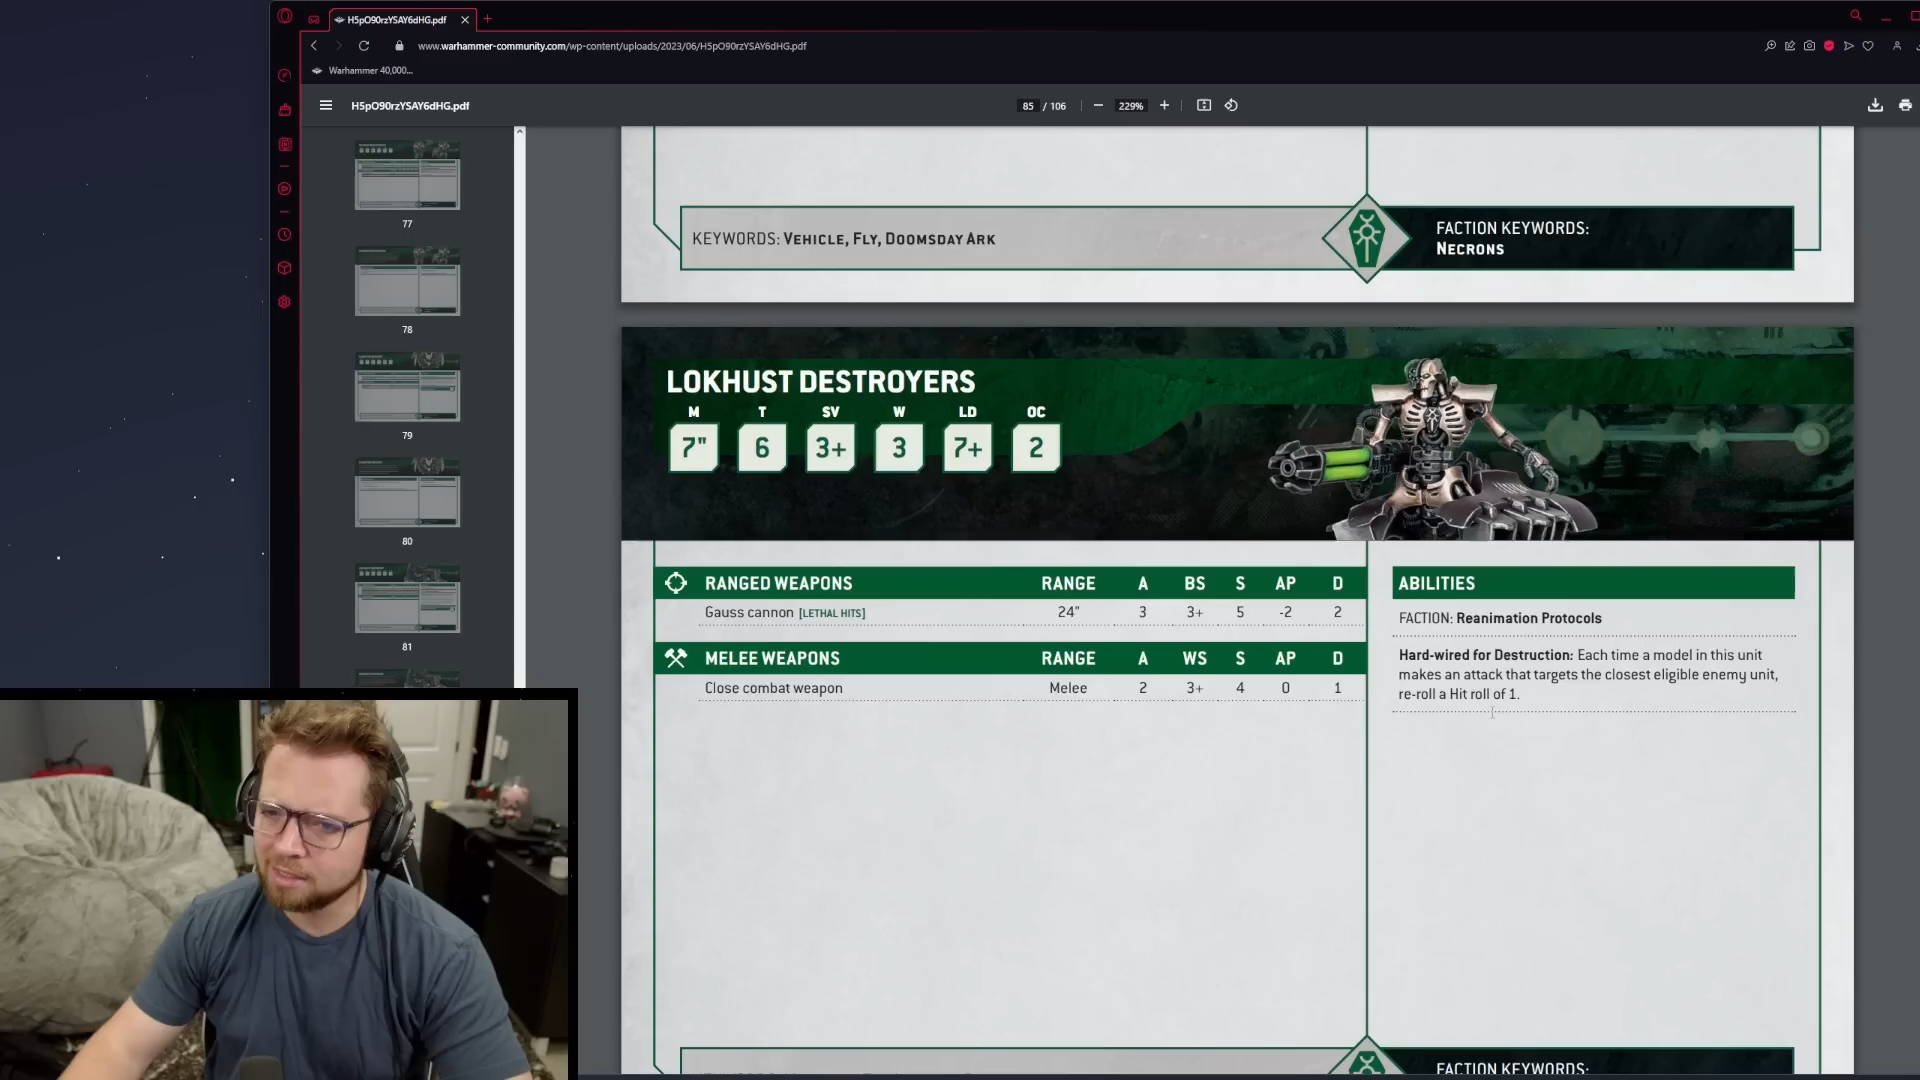 H5pO90rzYSAY6dHG.pdf
www.warhammer-community.com/wp-content/uploads/2023/06/H5pO90rzYSAY6dHG.pdf
Warhammer 40,000...
H5pO90rzYSAY6dHG.pdf
85 / 106
229%
77
78
79
80
81
KEYWORDS: VEHICLE, FLY, DOOMSDAY ARK
FACTION KEYWORDS:
NECRONS
LOKHUST DESTROYERS
M T SV W LD OC
7" 6 3+ 3 7+ 2
RANGED WEAPONS RANGE A BS S AP D
Gauss cannon [LETHAL HITS] 24" 3 3+ 5 -2 2
MELEE WEAPONS RANGE A WS S AP D
Close combat weapon Melee 2 3+ 4 0 1
ABILITIES
FACTION: Reanimation Protocols
Hard-wired for Destruction: Each time a model in this unit
makes an attack that targets the closest eligible enemy unit,
re-roll a Hit roll of 1.
FACTION KEYWORDS: